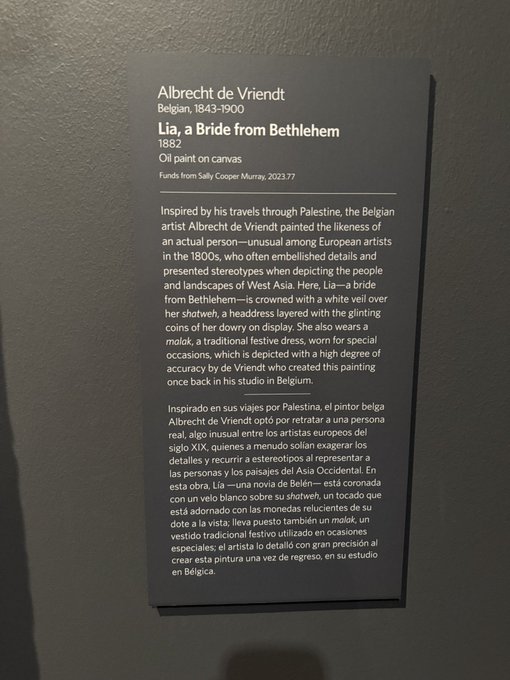 Albrecht de Vriendt
Belgian, 1843–1900
Lia, a Bride from Bethlehem
1882
Oil paint on canvas
Funds from Sally Cooper Murray, 2023.77
Inspired by his travels through Palestine, the Belgian
artist Albrecht de Vriendt painted the likeness of
an actual person—unusual among European artists
in the 1800s, who often embellished details and
presented stereotypes when depicting the people
and landscapes of West Asia. Here, Lia—a bride
from Bethlehem—is crowned with a white veil over
her shatweh, a headdress layered with the glinting
coins of her dowry on display. She also wears a
malak, a traditional festive dress, worn for special
occasions, which is depicted with a high degree of
accuracy by de Vriendt who created this painting
once back in his studio in Belgium.
Inspirado en sus viajes por Palestina, el pintor belga
Albrecht de Vriendt optó por retratar a una persona
real, algo inusual entre los artistas europeos del
siglo XIX, quienes a menudo solían exagerar los
detalles y recurrir a estereotipos al representar a
las personas y los paisajes del Asia Occidental. En
esta obra, Lía —una novia de Belén— está coronada
con un velo blanco sobre su shatweh, un tocado que
está adornado con las monedas relucientes de su
dote a la vista; lleva puesto también un malak, un
vestido tradicional festivo utilizado en ocasiones
especiales; el artista lo detalló con gran precisión al
crear esta pintura una vez de regreso, en su estudio
en Bélgica.